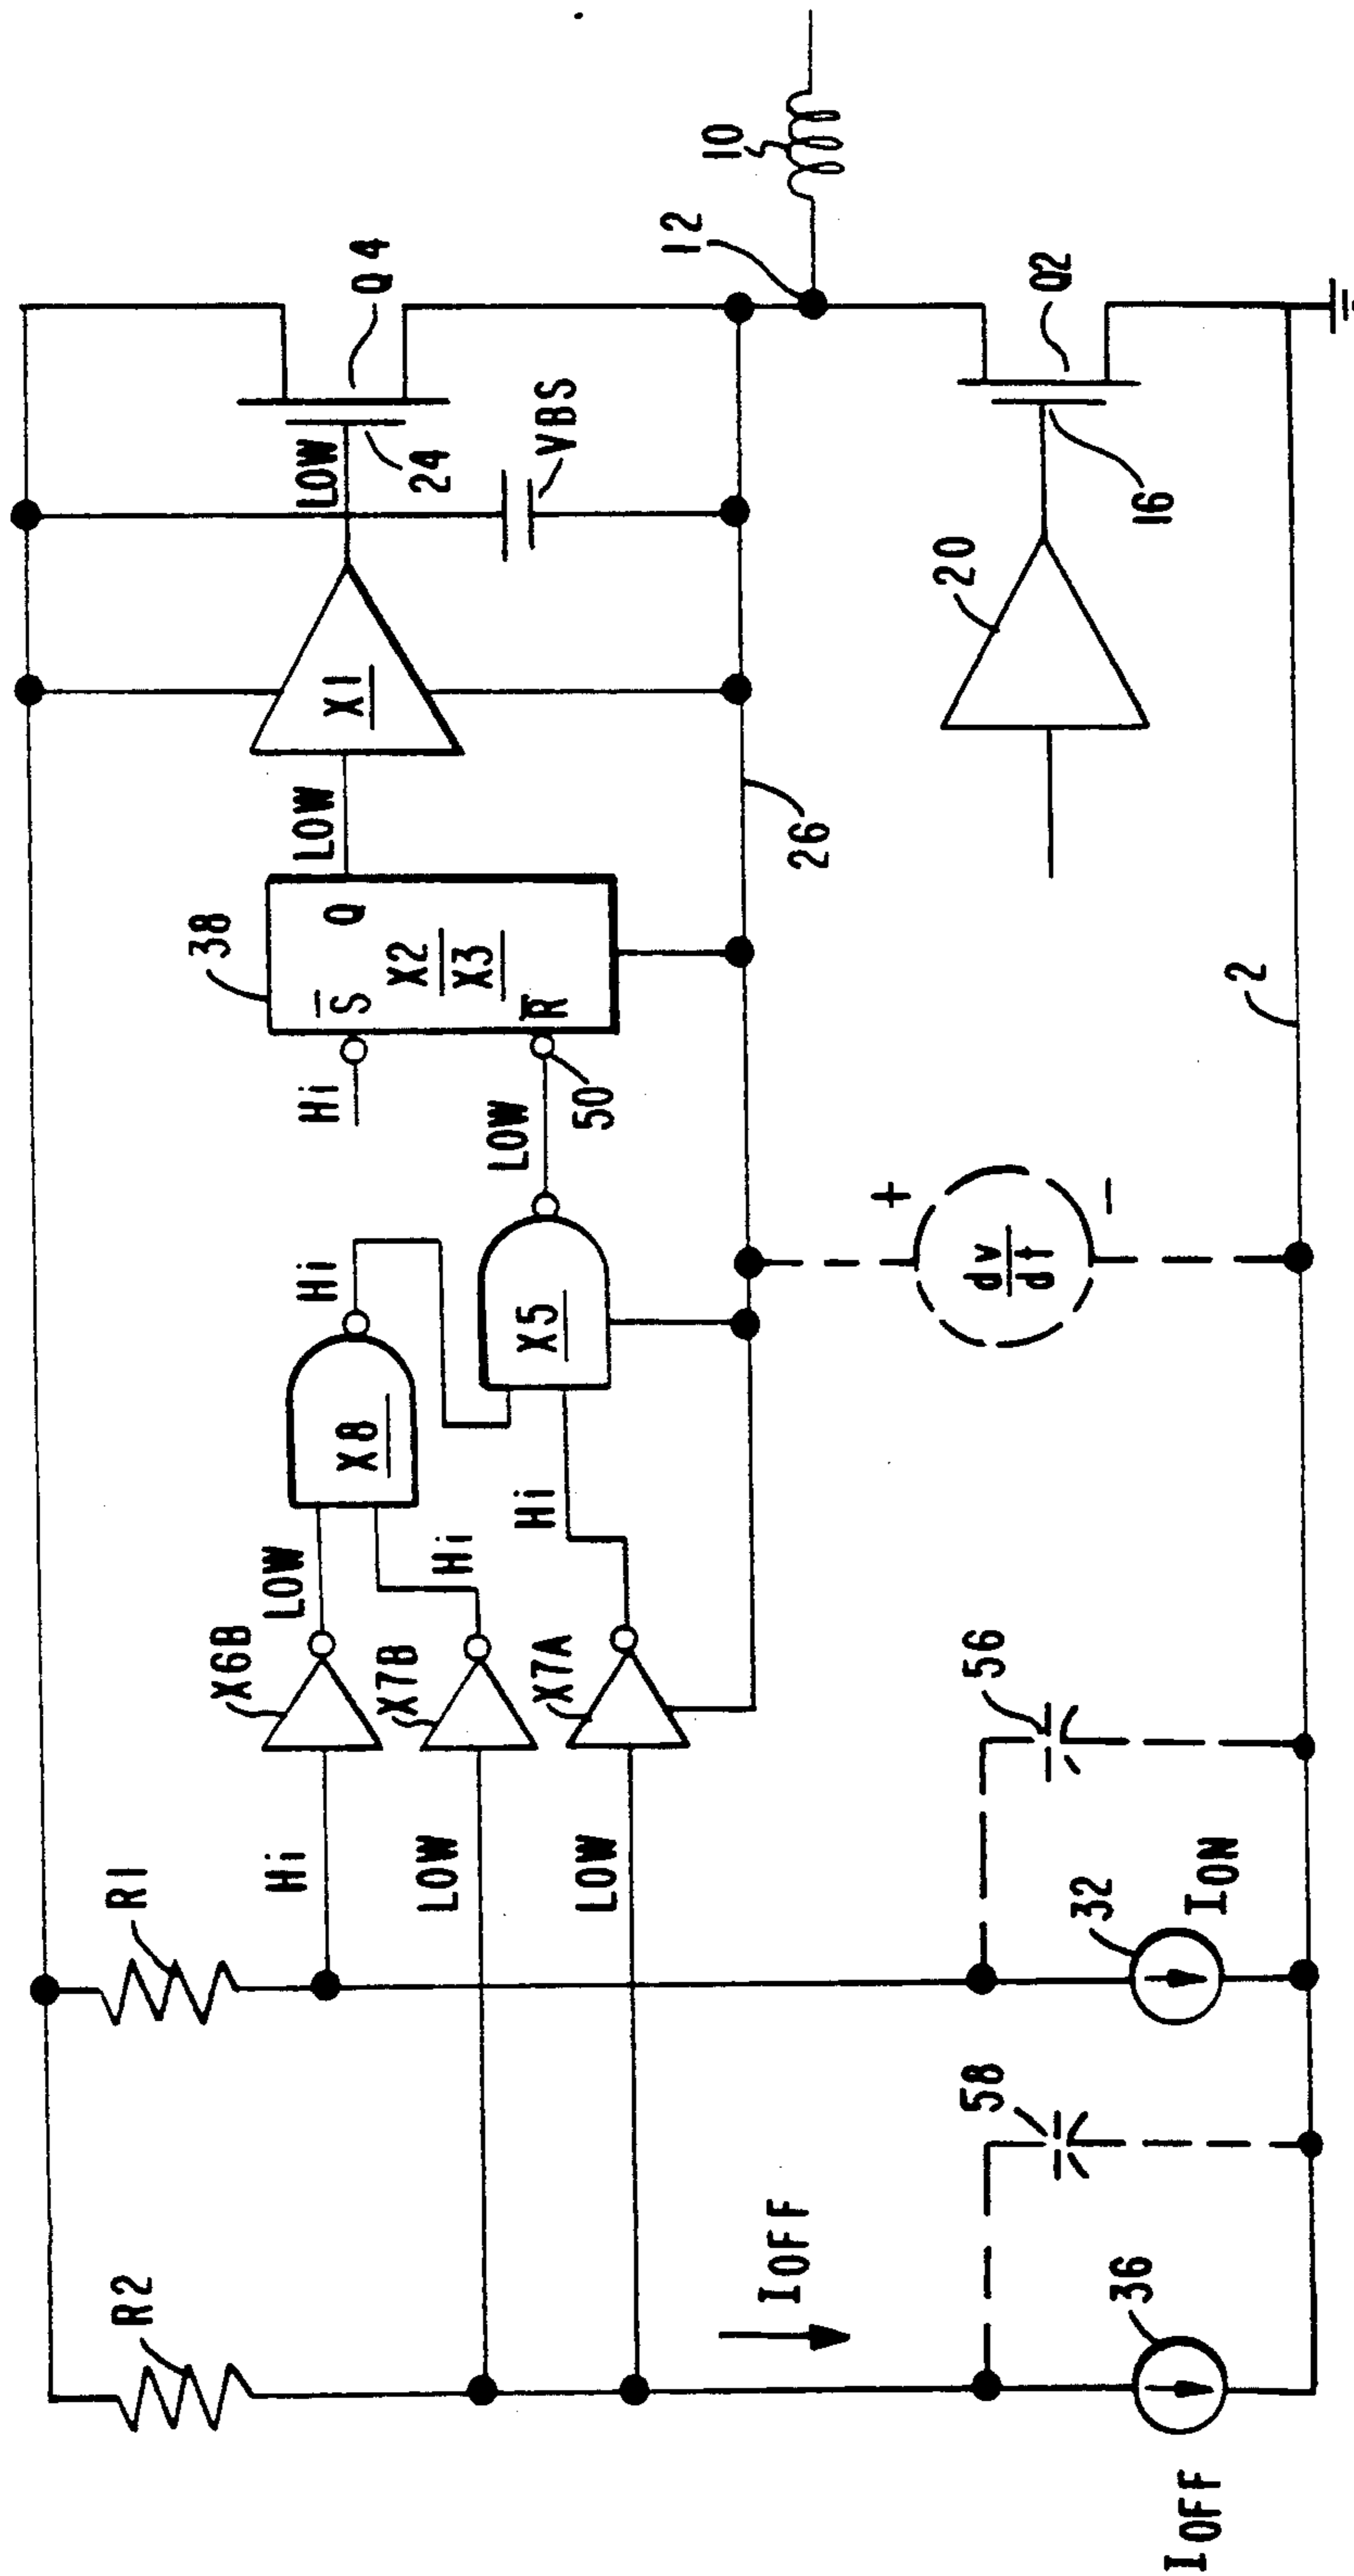 R2
R1
Hi
LOW
LOW
X6B
X7B
X7A
LOW
Hi
Hi
X8
Hi
X5
LOW
50
Hi
S̅
R̅
Q
X2
X3
38
LOW
X1
LOW
24
Q4
VBS
12
10
26
20
16
Q2
2
dv
dt
+
−
56
58
IOFF
36
IOFF
32
ION